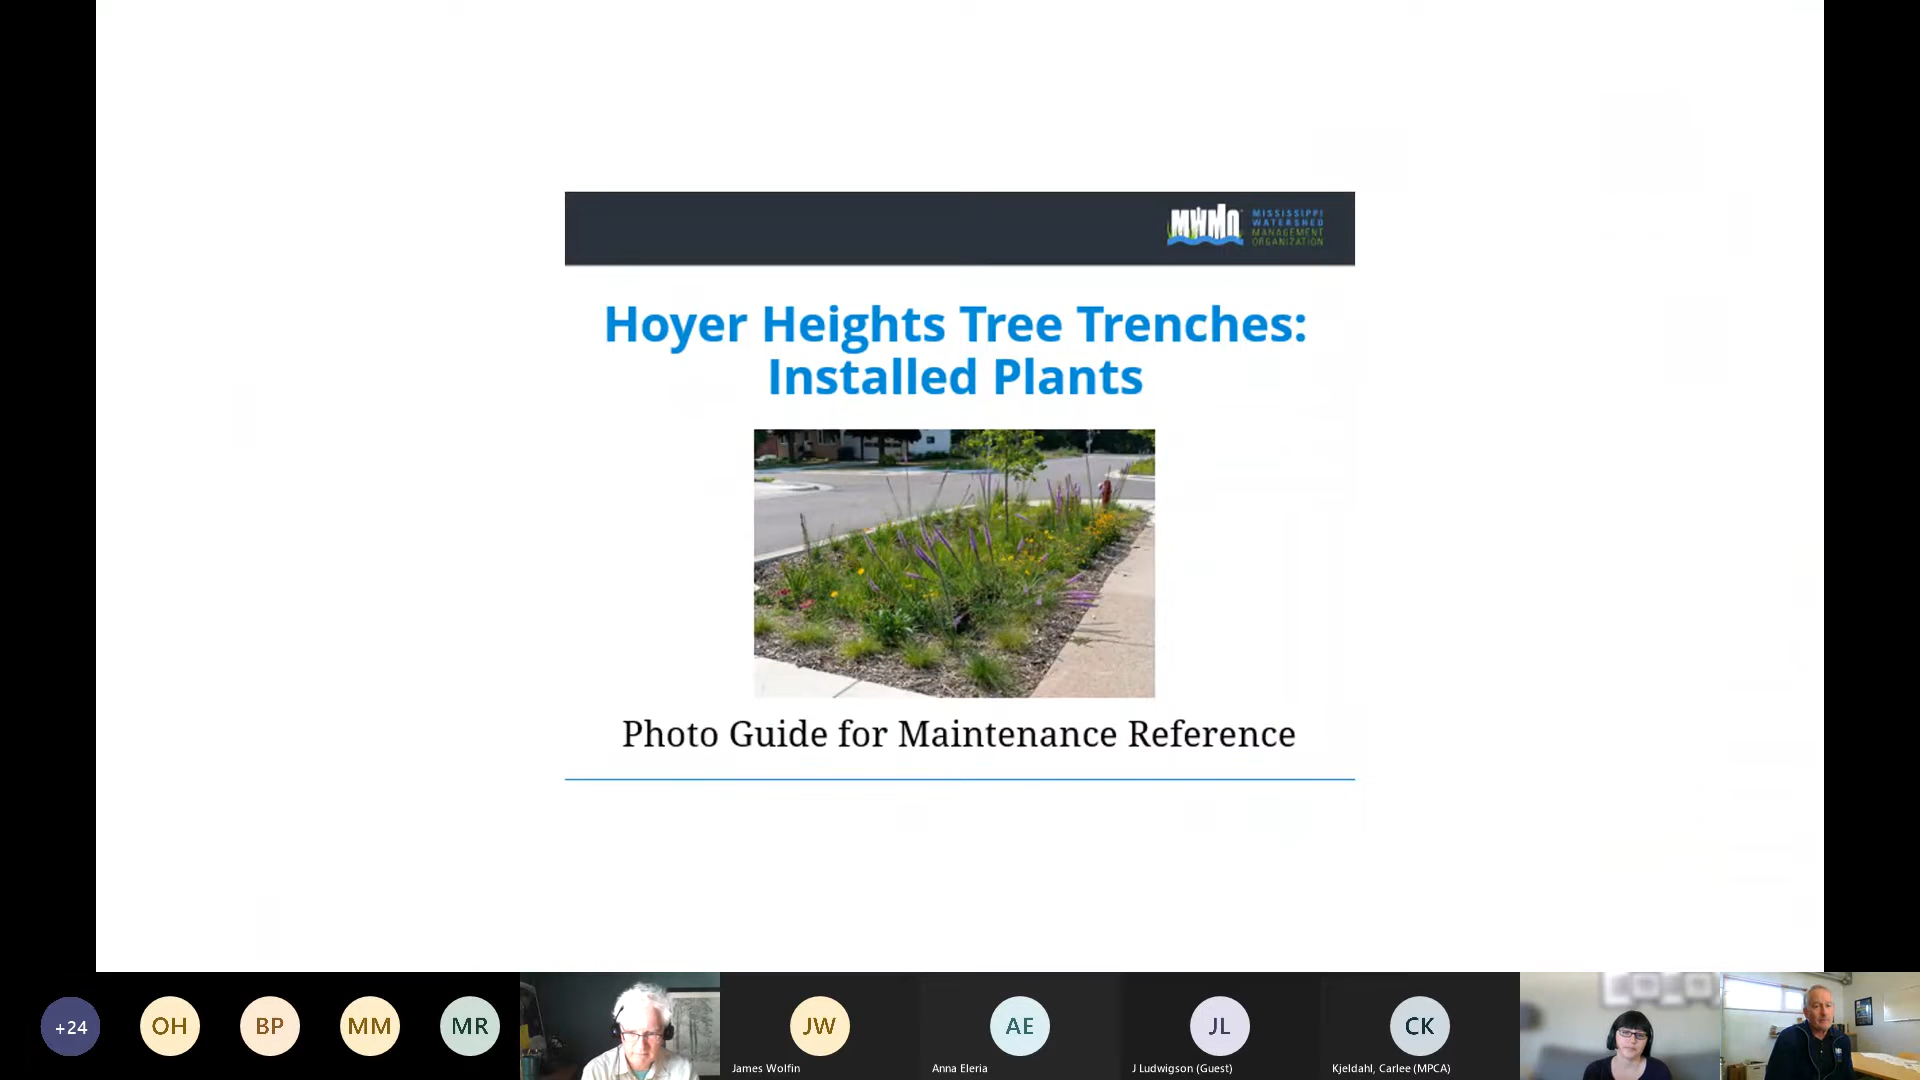 MWMO
MISSISSIPPI
WATERSHED
MANAGEMENT
ORGANIZATION
Hoyer Heights Tree Trenches:
Installed Plants
Photo Guide for Maintenance Reference
+24
OH
BP
MM
MR
JW
James Wolfin
AE
Anna Eleria
JL
J Ludwigson (Guest)
CK
Kjeldahl, Carlee (MPCA)